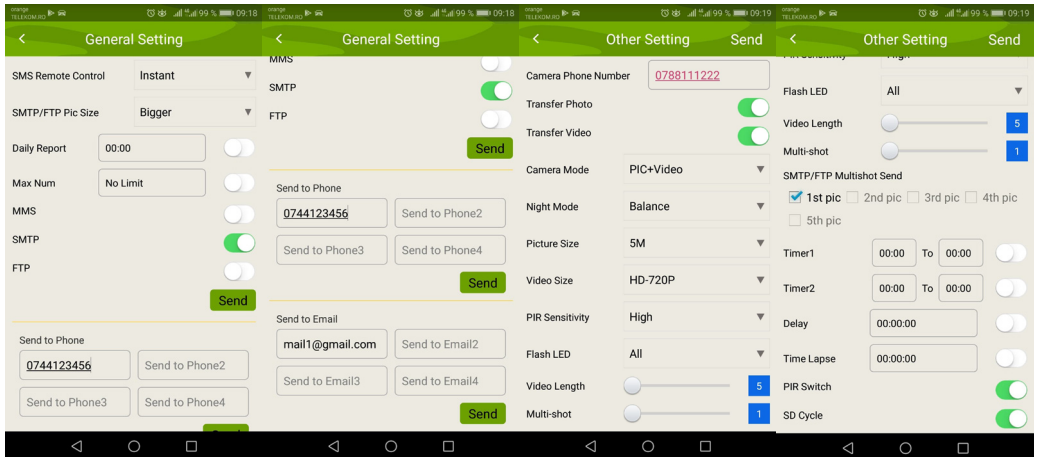 orange
TELEKOM.RO
99 % 09:18
General Setting
SMS Remote Control
Instant
SMTP/FTP Pic Size
Bigger
Daily Report
00:00
Max Num
No Limit
MMS
SMTP
FTP
Send
Send to Phone
0744123456
Send to Phone2
Send to Phone3
Send to Phone4
orange
TELEKOM.RO
99 % 09:18
General Setting
MMS
SMTP
FTP
Send
Send to Phone
0744123456
Send to Phone2
Send to Phone3
Send to Phone4
Send
Send to Email
mail1@gmail.com
Send to Email2
Send to Email3
Send to Email4
Send
orange
TELEKOM.RO
99 % 09:19
Other Setting
Send
Camera Phone Number
0788111222
Transfer Photo
Transfer Video
Camera Mode
PIC+Video
Night Mode
Balance
Picture Size
5M
Video Size
HD-720P
PIR Sensitivity
High
Flash LED
All
Video Length
5
Multi-shot
1
orange
TELEKOM.RO
99 % 09:19
Other Setting
Send
Flash LED
All
Video Length
5
Multi-shot
1
SMTP/FTP Multishot Send
1st pic 2nd pic 3rd pic 4th pic
5th pic
Timer1
00:00 To 00:00
Timer2
00:00 To 00:00
Delay
00:00:00
Time Lapse
00:00:00
PIR Switch
SD Cycle